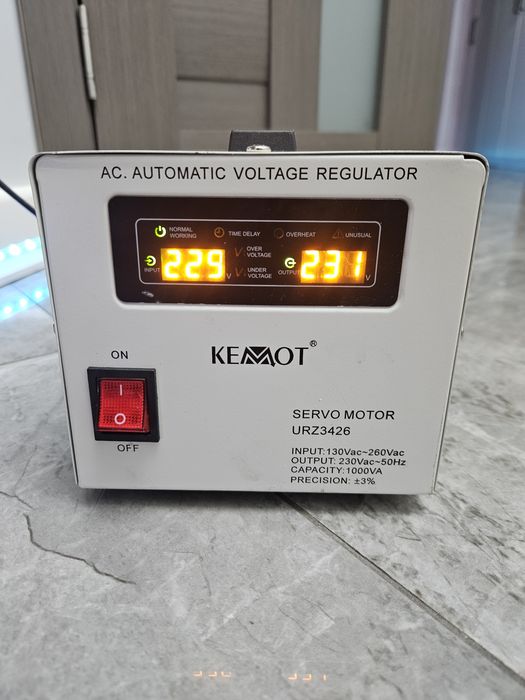 AC. AUTOMATIC VOLTAGE REGULATOR
NORMAL WORKING
TIME DELAY
OVERHEAT
UNUSUAL
INPUT 229 V
OVER VOLTAGE
UNDER VOLTAGE
OUTPUT 231 V
KEMOT®
ON
I
O
OFF
SERVO MOTOR
URZ3426
INPUT:130Vac~260Vac
OUTPUT: 230Vac~50Hz
CAPACITY:1000VA
PRECISION: ±3%